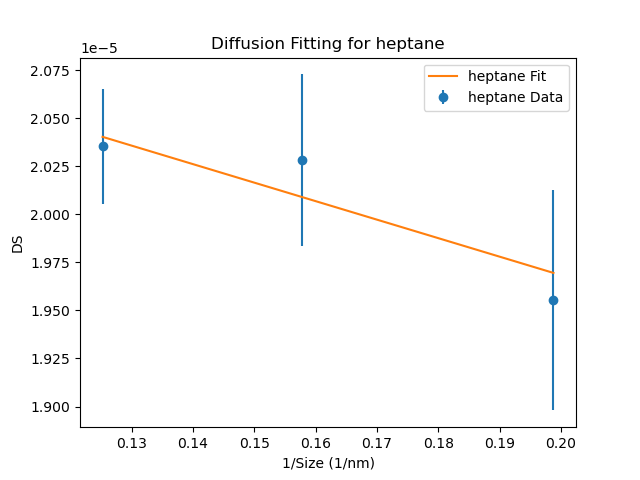 Diffusion Fitting for heptane
1e−5
heptane Fit
heptane Data
2.075
2.050
2.025
2.000
1.975
1.950
1.925
1.900
DS
0.13 0.14 0.15 0.16 0.17 0.18 0.19 0.20
1/Size (1/nm)